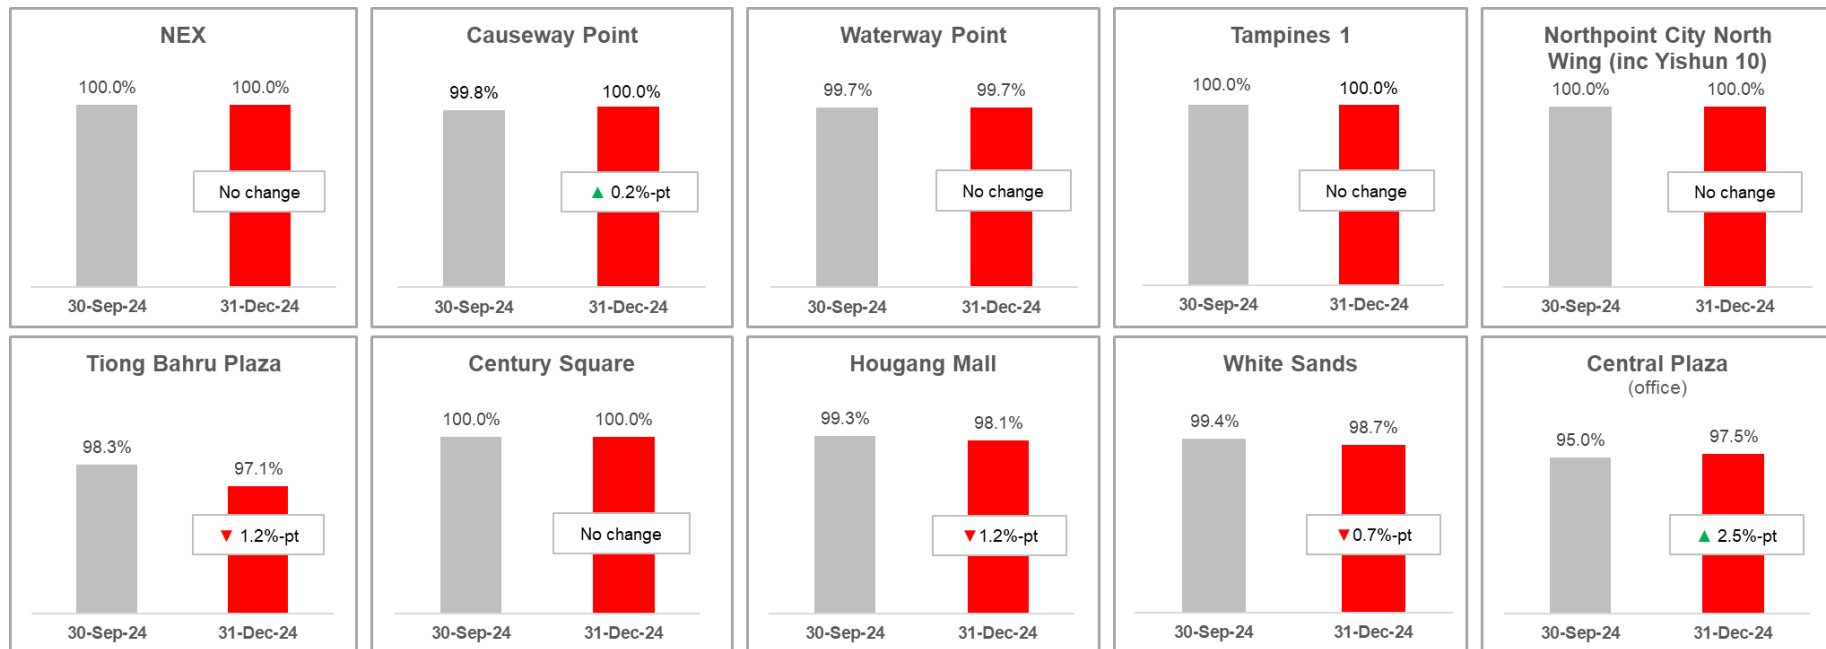 NEX
100.0%
100.0%
No change
30-Sep-24
31-Dec-24
Causeway Point
99.8%
100.0%
▲ 0.2%-pt
30-Sep-24
31-Dec-24
Waterway Point
99.7%
99.7%
No change
30-Sep-24
31-Dec-24
Tampines 1
100.0%
100.0%
No change
30-Sep-24
31-Dec-24
Northpoint City North
Wing (inc Yishun 10)
100.0%
100.0%
No change
30-Sep-24
31-Dec-24
Tiong Bahru Plaza
98.3%
97.1%
▼ 1.2%-pt
30-Sep-24
31-Dec-24
Century Square
100.0%
100.0%
No change
30-Sep-24
31-Dec-24
Hougang Mall
99.3%
98.1%
▼1.2%-pt
30-Sep-24
31-Dec-24
White Sands
99.4%
98.7%
▼0.7%-pt
30-Sep-24
31-Dec-24
Central Plaza
(office)
95.0%
97.5%
▲ 2.5%-pt
30-Sep-24
31-Dec-24